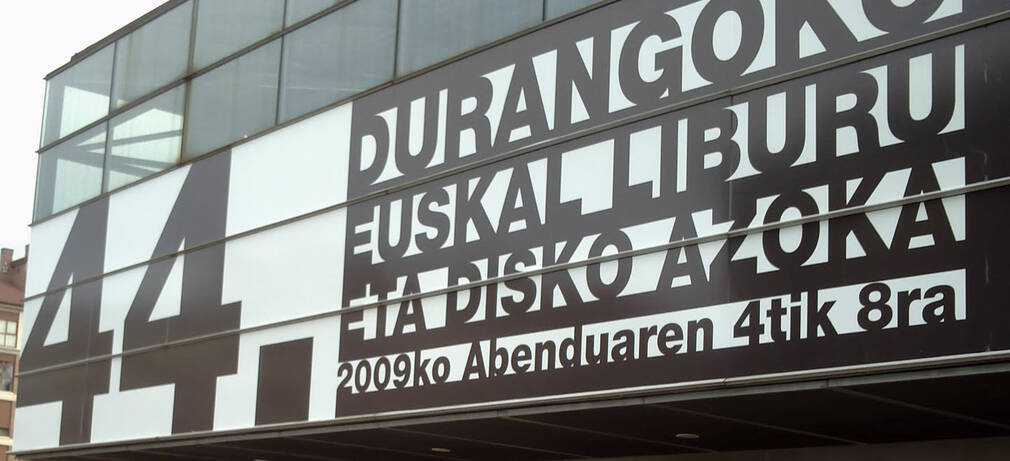 44.
DURANGOKO
EUSKAL LIBURU
ETA DISKO AZOKA
2009ko Abenduaren 4tik 8ra